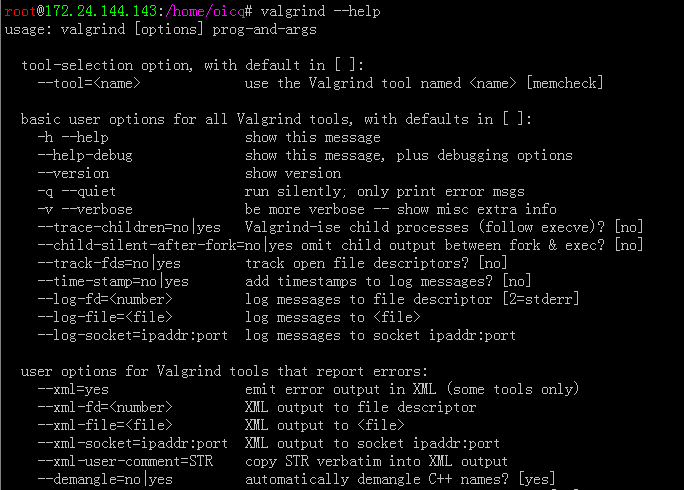 root@172.24.144.143:/home/oicq# valgrind --help
usage: valgrind [options] prog-and-args
tool-selection option, with default in [ ]:
--tool=<name> use the Valgrind tool named <name> [memcheck]
basic user options for all Valgrind tools, with defaults in [ ]:
-h --help show this message
--help-debug show this message, plus debugging options
--version show version
-q --quiet run silently; only print error msgs
-v --verbose be more verbose -- show misc extra info
--trace-children=no|yes Valgrind-ise child processes (follow execve)? [no]
--child-silent-after-fork=no|yes omit child output between fork & exec? [no]
--track-fds=no|yes track open file descriptors? [no]
--time-stamp=no|yes add timestamps to log messages? [no]
--log-fd=<number> log messages to file descriptor [2=stderr]
--log-file=<file> log messages to <file>
--log-socket=ipaddr:port log messages to socket ipaddr:port
user options for Valgrind tools that report errors:
--xml=yes emit error output in XML (some tools only)
--xml-fd=<number> XML output to file descriptor
--xml-file=<file> XML output to <file>
--xml-socket=ipaddr:port XML output to socket ipaddr:port
--xml-user-comment=STR copy STR verbatim into XML output
--demangle=no|yes automatically demangle C++ names? [yes]